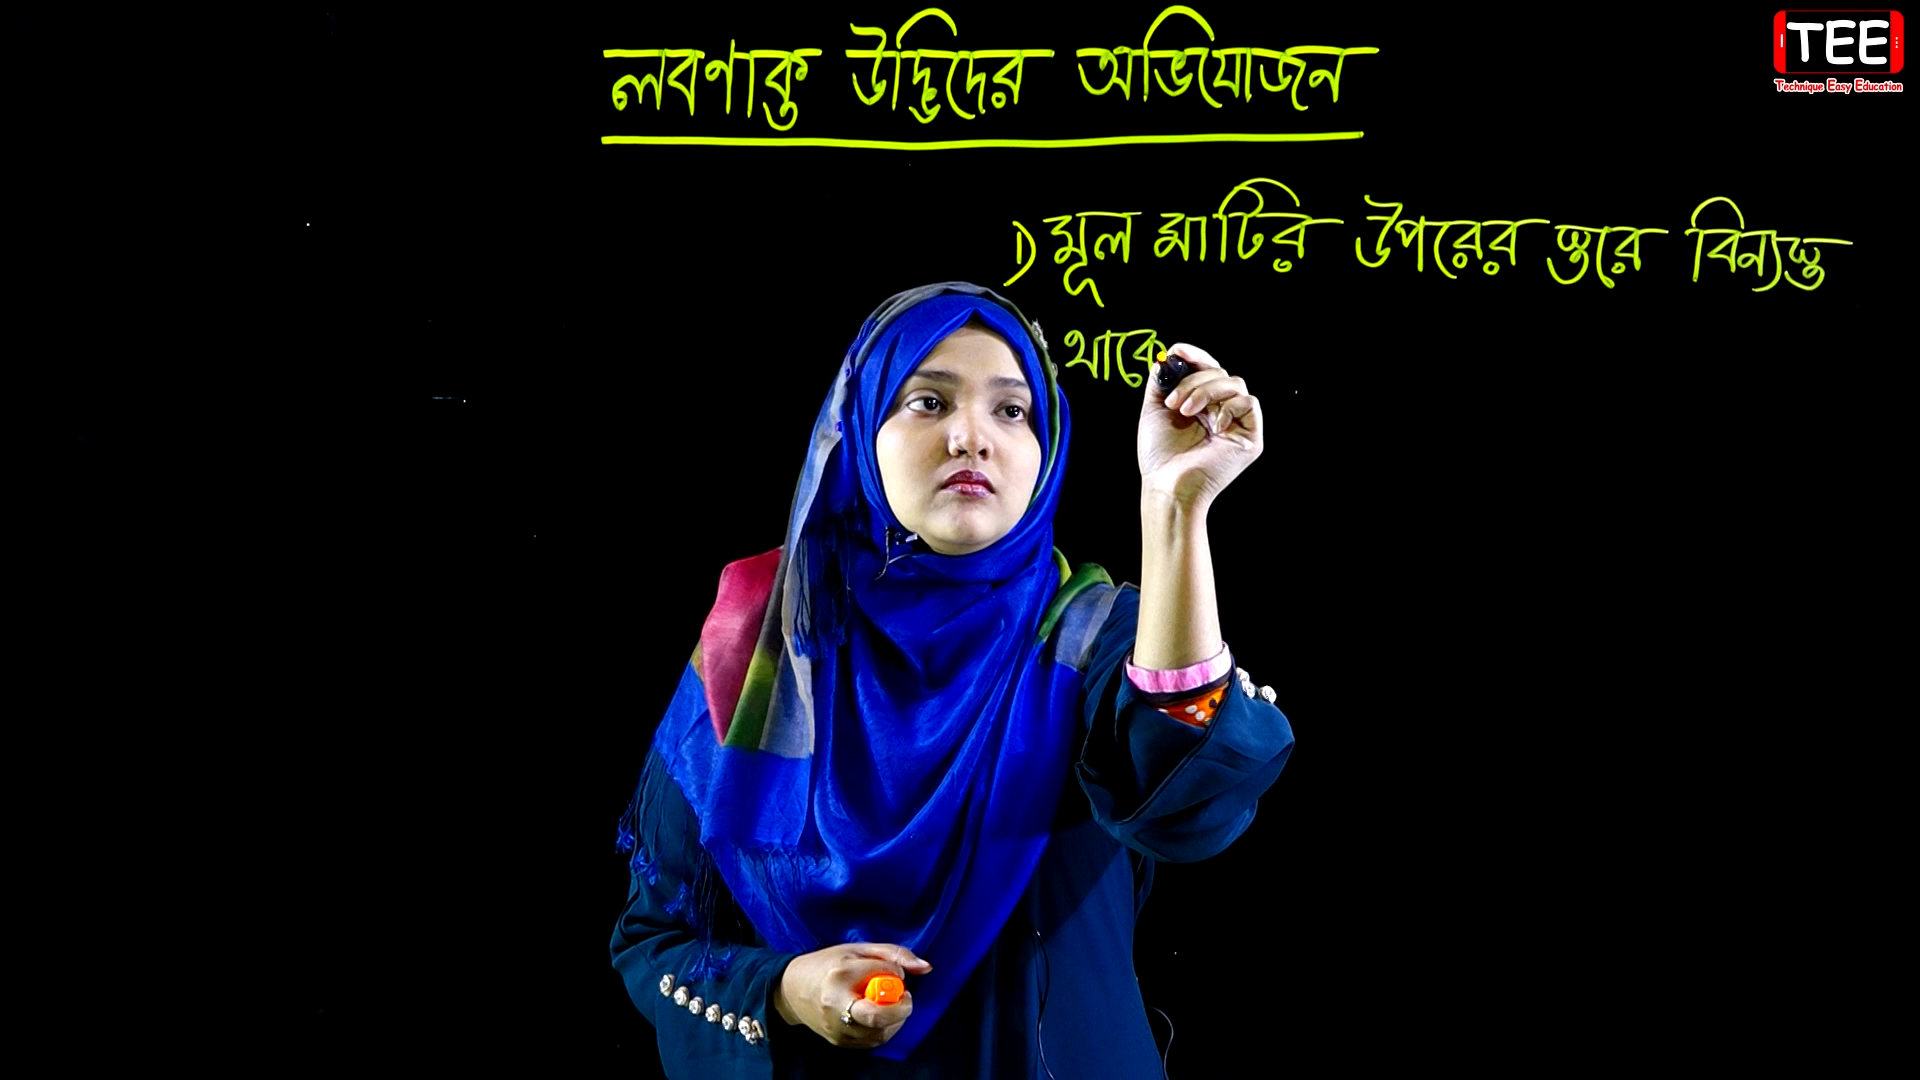 লবণাক্ত উদ্ভিদের অভিযোজন
TEE
Technique Easy Education
১) মূল মাটির উপরের স্তরে বিন্যস্ত
থাকে